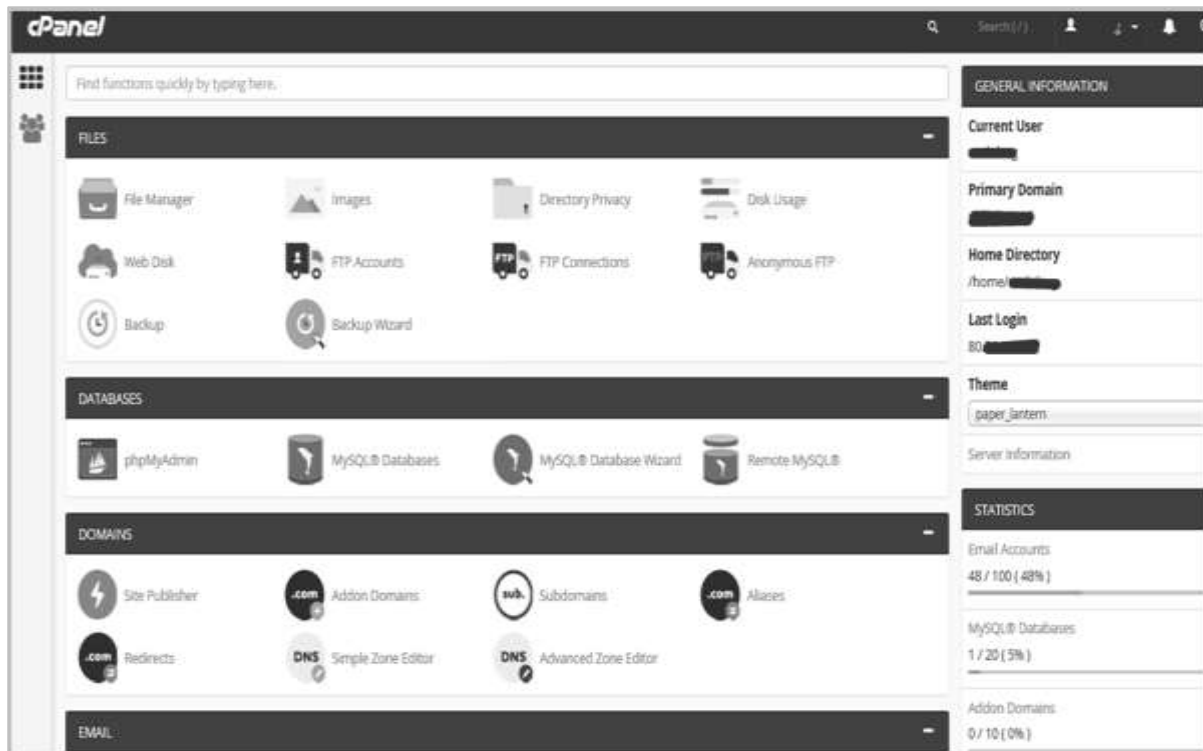 cPanel
Search ( / )
Find functions quickly by typing here.
FILES
File Manager
Images
Directory Privacy
Disk Usage
Web Disk
FTP Accounts
FTP Connections
Anonymous FTP
Backup
Backup Wizard
DATABASES
phpMyAdmin
MySQL® Databases
MySQL® Database Wizard
Remote MySQL®
DOMAINS
Site Publisher
Addon Domains
Subdomains
Aliases
Redirects
Simple Zone Editor
Advanced Zone Editor
EMAIL
GENERAL INFORMATION
Current User
Primary Domain
Home Directory
/home/
Last Login
80.
Theme
paper_lantern
Server Information
STATISTICS
Email Accounts
48 / 100 ( 48% )
MySQL® Databases
1 / 20 ( 5% )
Addon Domains
0 / 10 ( 0% )